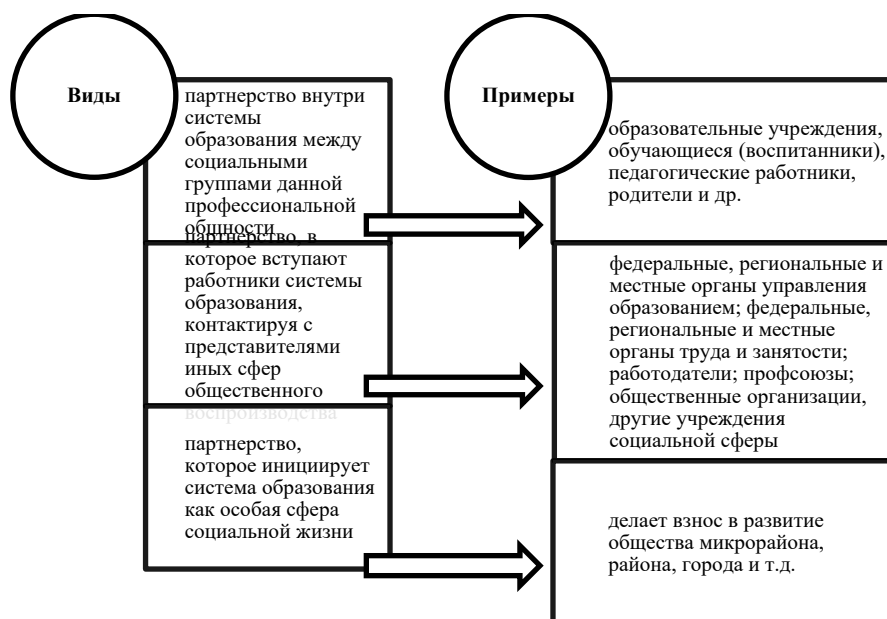 Виды
партнерство внутри
системы
образования между
социальными
группами данной
профессиональной
общности
партнерство, в
которое вступают
работники системы
образования,
контактируя с
представителями
иных сфер
общественного
воспроизводства
партнерство,
которое инициирует
система образования
как особая сфера
социальной жизни
Примеры
образовательные учреждения,
обучающиеся (воспитанники),
педагогические работники,
родители и др.
федеральные, региональные и
местные органы управления
образованием; федеральные,
региональные и местные
органы труда и занятости;
работодатели; профсоюзы;
общественные организации,
другие учреждения
социальной сферы
делает взнос в развитие
общества микрорайона,
района, города и т.д.